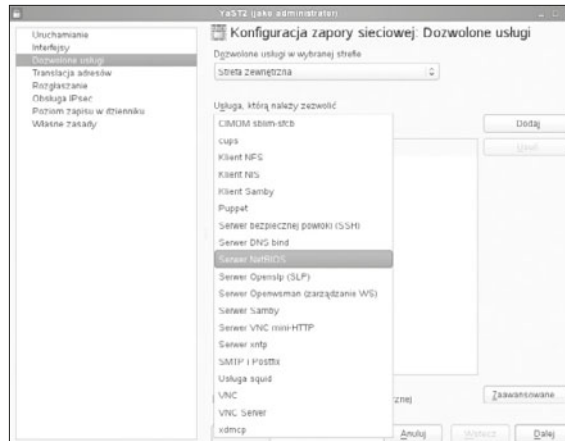 YaST2 (jako administrator)
Uruchamianie
Interfejsy
Dozwolone usługi
Translacja adresów
Rozgłaszanie
Obsługa IPsec
Poziom zapisu w dzienniku
Własne zasady
Konfiguracja zapory sieciowej: Dozwolone usługi
Dozwolone usługi w wybranej strefie
Strefa zewnętrzna
Usługa, którą należy zezwolić
CIMOM sblim-sfcb
cups
Klient NFS
Klient NIS
Klient Samby
Puppet
Serwer bezpiecznej powłoki (SSH)
Serwer DNS bind
Serwer NetBIOS
Serwer Openslp (SLP)
Serwer Openwsman (zarządzanie WS)
Serwer Samby
Serwer VNC mini-HTTP
Serwer xntp
SMTP i Postfix
Usługa squid
VNC
VNC Server
xdmcp
Dodaj
Usuń
znej
Zaawansowane
Anuluj
Wstecz
Dalej